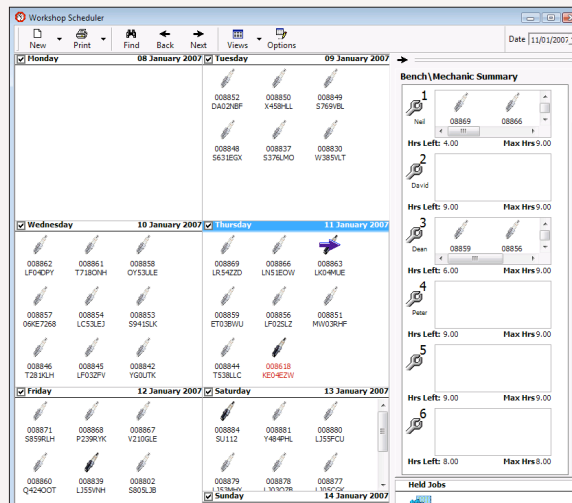 Workshop Scheduler
New Print Find Back Next Views Options Date 11/01/2007
Monday 08 January 2007
Tuesday 09 January 2007
008852 008850 008849
DA02NBF X458HLL S769VBL
008848 008837 008830
S631EGX S376LMO W385VLT
Wednesday 10 January 2007
008862 008861 008858
LF04DPY T718ONH OY53ULE
008857 008854 008853
06KE7268 LC53LEJ S941SLK
008846 008845 008842
T281KLH LF03ZFV YG0UTK
Thursday 11 January 2007
008869 008866 008863
LR54ZZD LN51EOW LK04MUE
008859 008856 008851
ET03BWU LF02SLZ MW03RHF
008844 008618
T538LLC KE04EZW
Friday 12 January 2007
008871 008868 008867
S859RLH P239RYK V210GLE
008860 008839 008802
Q424OOT LJ55VNH S805LJB
Saturday 13 January 2007
008884 008881 008880
SU112 Y484PHL LJ55FCU
008879 008878 008877
Sunday 14 January 2007
Bench\Mechanic Summary
1
Neil
08869 08866
Hrs Left: 4.00 Max Hrs 9.00
2
David
Hrs Left: 9.00 Max Hrs 9.00
3
Dean
08859 08856
Hrs Left: 6.00 Max Hrs 9.00
4
Peter
Hrs Left: 9.00 Max Hrs 9.00
5
Hrs Left: 9.00 Max Hrs 9.00
6
Hrs Left: 8.00 Max Hrs 8.00
Held Jobs